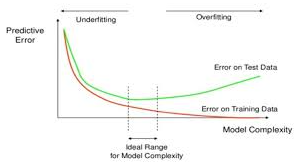 Underfitting
Overfitting
Predictive
Error
Error on Test Data
Error on Training Data
Model Complexity
Ideal Range
for Model Complexity